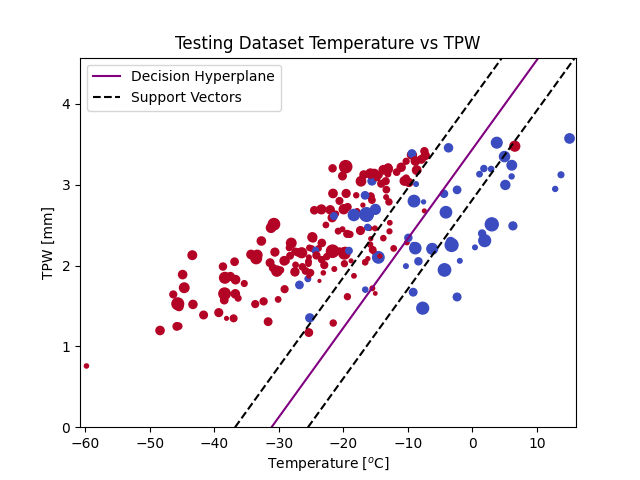 Testing Dataset Temperature vs TPW
Decision Hyperplane
Support Vectors
TPW [mm]
4
3
2
1
0
−60
−50
−40
−30
−20
−10
0
10
Temperature [°C]